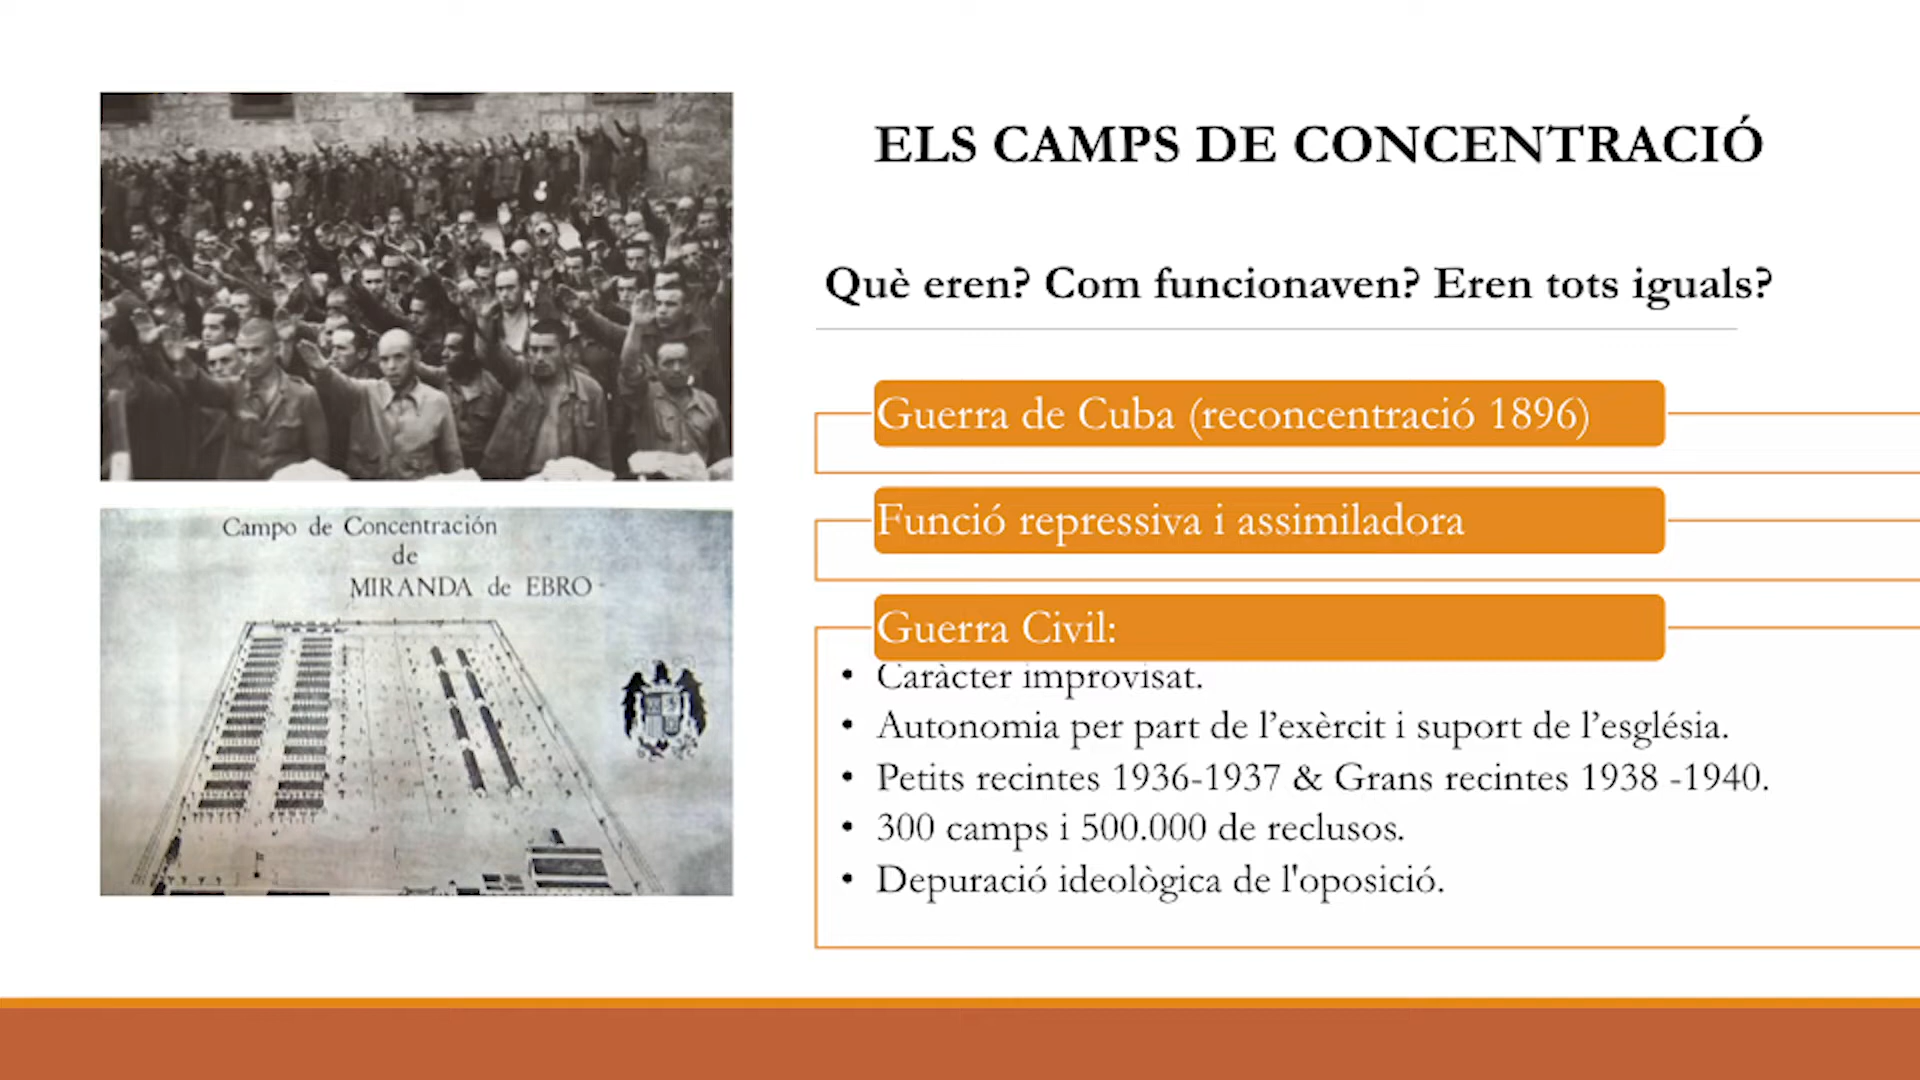 ELS CAMPS DE CONCENTRACIÓ
Què eren? Com funcionaven? Eren tots iguals?
Guerra de Cuba (reconcentració 1896)
Funció repressiva i assimiladora
Guerra Civil:
• Caràcter improvisat.
• Autonomia per part de l’exèrcit i suport de l’església.
• Petits recintes 1936-1937 & Grans recintes 1938 -1940.
• 300 camps i 500.000 de reclusos.
• Depuració ideològica de l'oposició.
Campo de Concentración
de
MIRANDA de EBRO -